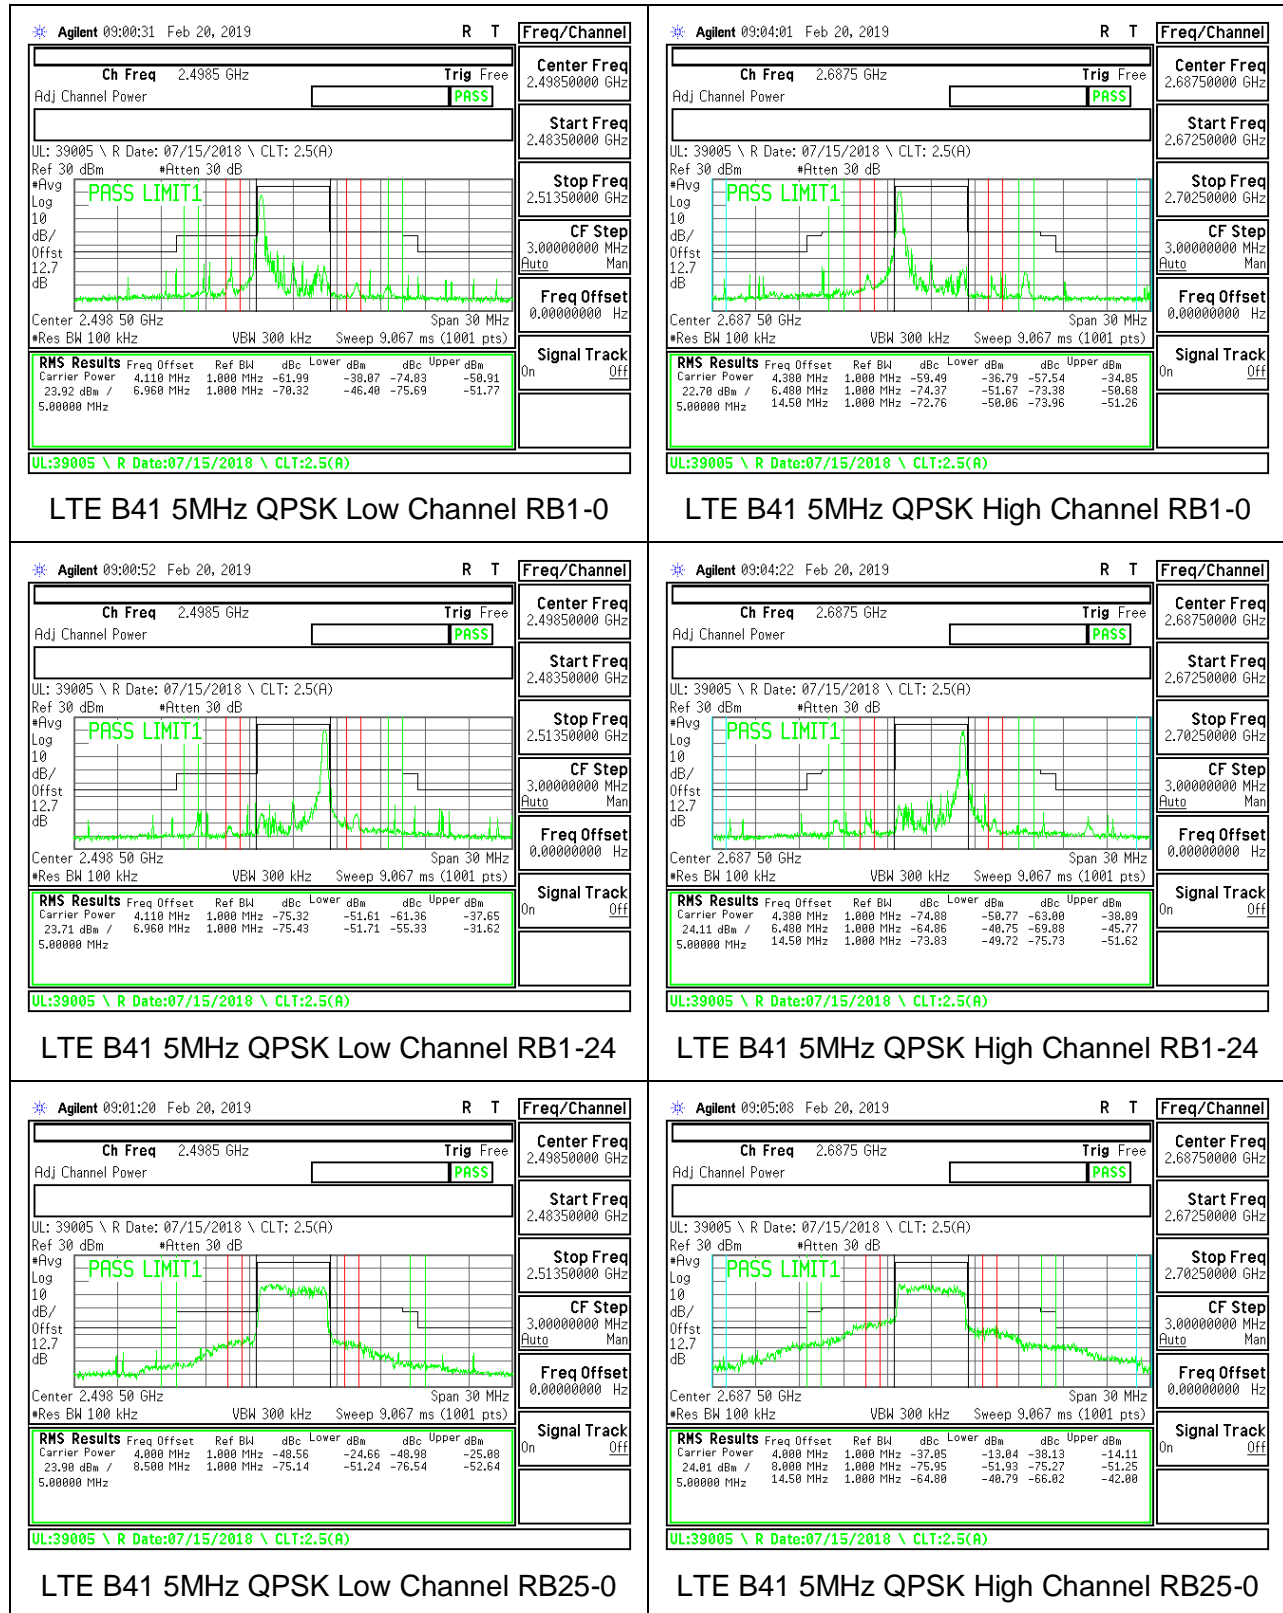 Agilent 09:00:31 Feb 20, 2019 R T Freq/Channel
Ch Freq 2.4985 GHz Trig Free
Adj Channel Power PASS
Center Freq
2.49850000 GHz
Start Freq
2.48350000 GHz
Stop Freq
2.51350000 GHz
CF Step
3.00000000 MHz
Auto Man
Freq Offset
0.00000000 Hz
Signal Track
On Off
UL: 39005 \ R Date: 07/15/2018 \ CLT: 2.5(A)
Ref 30 dBm #Atten 30 dB
#Avg
Log
10
dB/
Offst
12.7
dB
PASS LIMIT1
Center 2.498 50 GHz Span 30 MHz
#Res BW 100 kHz VBW 300 kHz Sweep 9.067 ms (1001 pts)
RMS Results Freq Offset Ref BW dBc Lower dBm dBc Upper dBm
Carrier Power 4.110 MHz 1.000 MHz -61.99 -38.07 -74.83 -50.91
23.92 dBm / 6.960 MHz 1.000 MHz -70.32 -46.40 -75.69 -51.77
5.00000 MHz
UL:39005 \ R Date:07/15/2018 \ CLT:2.5(A)
LTE B41 5MHz QPSK Low Channel RB1-0
Agilent 09:04:01 Feb 20, 2019 R T Freq/Channel
Ch Freq 2.6875 GHz Trig Free
Adj Channel Power PASS
Center Freq
2.68750000 GHz
Start Freq
2.67250000 GHz
Stop Freq
2.70250000 GHz
CF Step
3.00000000 MHz
Auto Man
Freq Offset
0.00000000 Hz
Signal Track
On Off
UL: 39005 \ R Date: 07/15/2018 \ CLT: 2.5(A)
Ref 30 dBm #Atten 30 dB
#Avg
Log
10
dB/
Offst
12.7
dB
PASS LIMIT1
Center 2.687 50 GHz Span 30 MHz
#Res BW 100 kHz VBW 300 kHz Sweep 9.067 ms (1001 pts)
RMS Results Freq Offset Ref BW dBc Lower dBm dBc Upper dBm
Carrier Power 4.380 MHz 1.000 MHz -59.49 -36.79 -57.54 -34.85
22.70 dBm / 6.480 MHz 1.000 MHz -74.37 -51.67 -73.38 -50.68
5.00000 MHz 14.50 MHz 1.000 MHz -72.76 -50.06 -73.96 -51.26
UL:39005 \ R Date:07/15/2018 \ CLT:2.5(A)
LTE B41 5MHz QPSK High Channel RB1-0
Agilent 09:00:52 Feb 20, 2019 R T Freq/Channel
Ch Freq 2.4985 GHz Trig Free
Adj Channel Power PASS
Center Freq
2.49850000 GHz
Start Freq
2.48350000 GHz
Stop Freq
2.51350000 GHz
CF Step
3.00000000 MHz
Auto Man
Freq Offset
0.00000000 Hz
Signal Track
On Off
UL: 39005 \ R Date: 07/15/2018 \ CLT: 2.5(A)
Ref 30 dBm #Atten 30 dB
#Avg
Log
10
dB/
Offst
12.7
dB
PASS LIMIT1
Center 2.498 50 GHz Span 30 MHz
#Res BW 100 kHz VBW 300 kHz Sweep 9.067 ms (1001 pts)
RMS Results Freq Offset Ref BW dBc Lower dBm dBc Upper dBm
Carrier Power 4.110 MHz 1.000 MHz -75.32 -51.61 -61.36 -37.65
23.71 dBm / 6.960 MHz 1.000 MHz -75.43 -51.71 -55.33 -31.62
5.00000 MHz
UL:39005 \ R Date:07/15/2018 \ CLT:2.5(A)
LTE B41 5MHz QPSK Low Channel RB1-24
Agilent 09:04:22 Feb 20, 2019 R T Freq/Channel
Ch Freq 2.6875 GHz Trig Free
Adj Channel Power PASS
Center Freq
2.68750000 GHz
Start Freq
2.67250000 GHz
Stop Freq
2.70250000 GHz
CF Step
3.00000000 MHz
Auto Man
Freq Offset
0.00000000 Hz
Signal Track
On Off
UL: 39005 \ R Date: 07/15/2018 \ CLT: 2.5(A)
Ref 30 dBm #Atten 30 dB
#Avg
Log
10
dB/
Offst
12.7
dB
PASS LIMIT1
Center 2.687 50 GHz Span 30 MHz
#Res BW 100 kHz VBW 300 kHz Sweep 9.067 ms (1001 pts)
RMS Results Freq Offset Ref BW dBc Lower dBm dBc Upper dBm
Carrier Power 4.380 MHz 1.000 MHz -74.88 -50.77 -63.00 -38.89
24.11 dBm / 6.480 MHz 1.000 MHz -64.86 -40.75 -69.88 -45.77
5.00000 MHz 14.50 MHz 1.000 MHz -73.83 -49.72 -75.73 -51.62
UL:39005 \ R Date:07/15/2018 \ CLT:2.5(A)
LTE B41 5MHz QPSK High Channel RB1-24
Agilent 09:01:20 Feb 20, 2019 R T Freq/Channel
Ch Freq 2.4985 GHz Trig Free
Adj Channel Power PASS
Center Freq
2.49850000 GHz
Start Freq
2.48350000 GHz
Stop Freq
2.51350000 GHz
CF Step
3.00000000 MHz
Auto Man
Freq Offset
0.00000000 Hz
Signal Track
On Off
UL: 39005 \ R Date: 07/15/2018 \ CLT: 2.5(A)
Ref 30 dBm #Atten 30 dB
#Avg
Log
10
dB/
Offst
12.7
dB
PASS LIMIT1
Center 2.498 50 GHz Span 30 MHz
#Res BW 100 kHz VBW 300 kHz Sweep 9.067 ms (1001 pts)
RMS Results Freq Offset Ref BW dBc Lower dBm dBc Upper dBm
Carrier Power 4.000 MHz 1.000 MHz -48.56 -24.66 -48.98 -25.08
23.90 dBm / 8.500 MHz 1.000 MHz -75.14 -51.24 -76.54 -52.64
5.00000 MHz
UL:39005 \ R Date:07/15/2018 \ CLT:2.5(A)
LTE B41 5MHz QPSK Low Channel RB25-0
Agilent 09:05:08 Feb 20, 2019 R T Freq/Channel
Ch Freq 2.6875 GHz Trig Free
Adj Channel Power PASS
Center Freq
2.68750000 GHz
Start Freq
2.67250000 GHz
Stop Freq
2.70250000 GHz
CF Step
3.00000000 MHz
Auto Man
Freq Offset
0.00000000 Hz
Signal Track
On Off
UL: 39005 \ R Date: 07/15/2018 \ CLT: 2.5(A)
Ref 30 dBm #Atten 30 dB
#Avg
Log
10
dB/
Offst
12.7
dB
PASS LIMIT1
Center 2.687 50 GHz Span 30 MHz
#Res BW 100 kHz VBW 300 kHz Sweep 9.067 ms (1001 pts)
RMS Results Freq Offset Ref BW dBc Lower dBm dBc Upper dBm
Carrier Power 4.000 MHz 1.000 MHz -37.05 -13.04 -38.13 -14.11
24.01 dBm / 8.000 MHz 1.000 MHz -75.95 -51.93 -75.27 -51.25
5.00000 MHz 14.50 MHz 1.000 MHz -64.80 -40.79 -66.02 -42.00
UL:39005 \ R Date:07/15/2018 \ CLT:2.5(A)
LTE B41 5MHz QPSK High Channel RB25-0